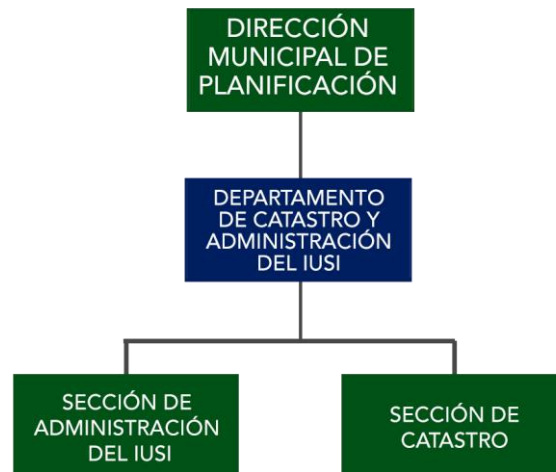 DIRECCIÓN
MUNICIPAL DE
PLANIFICACIÓN
DEPARTAMENTO
DE CATASTRO Y
ADMINISTRACIÓN
DEL IUSI
SECCIÓN DE
ADMINISTRACIÓN
DEL IUSI
SECCIÓN DE
CATASTRO